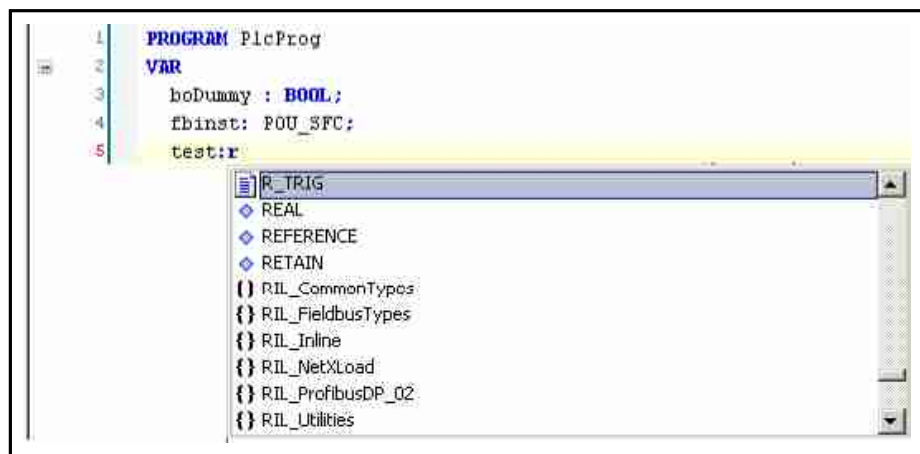 1 PROGRAM PlcProg
2 VAR
3 boDummy : BOOL;
4 fbinst: POU_SFC;
5 test:r
R_TRIG
REAL
REFERENCE
RETAIN
{} RIL_CommonTypes
{} RIL_FieldbusTypes
{} RIL_Inline
{} RIL_NetXLoad
{} RIL_ProfibusDP_02
{} RIL_Utilities